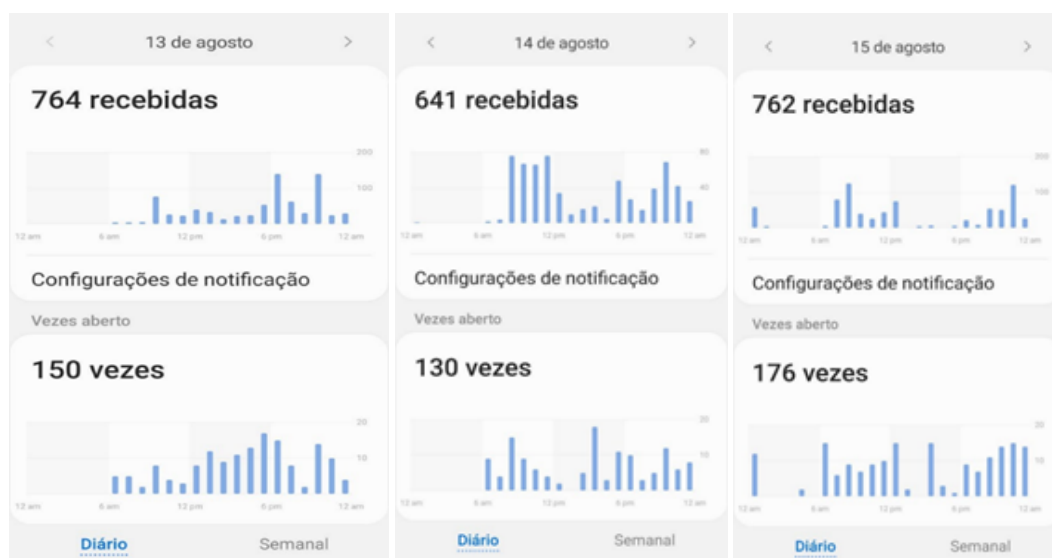 13 de agosto
764 recebidas
200
100
12 am 6 am 12 pm 6 pm 12 am
Configurações de notificação
Vezes aberto
150 vezes
20
10
12 am 6 am 12 pm 6 pm 12 am
Diário Semanal
14 de agosto
641 recebidas
80
40
12 am 6 am 12 pm 6 pm 12 am
Configurações de notificação
Vezes aberto
130 vezes
20
10
12 am 6 am 12 pm 6 pm 12 am
Diário Semanal
15 de agosto
762 recebidas
200
100
12 am 6 am 12 pm 6 pm 12 am
Configurações de notificação
Vezes aberto
176 vezes
20
10
12 am 6 am 12 pm 6 pm 12 am
Diário Semanal